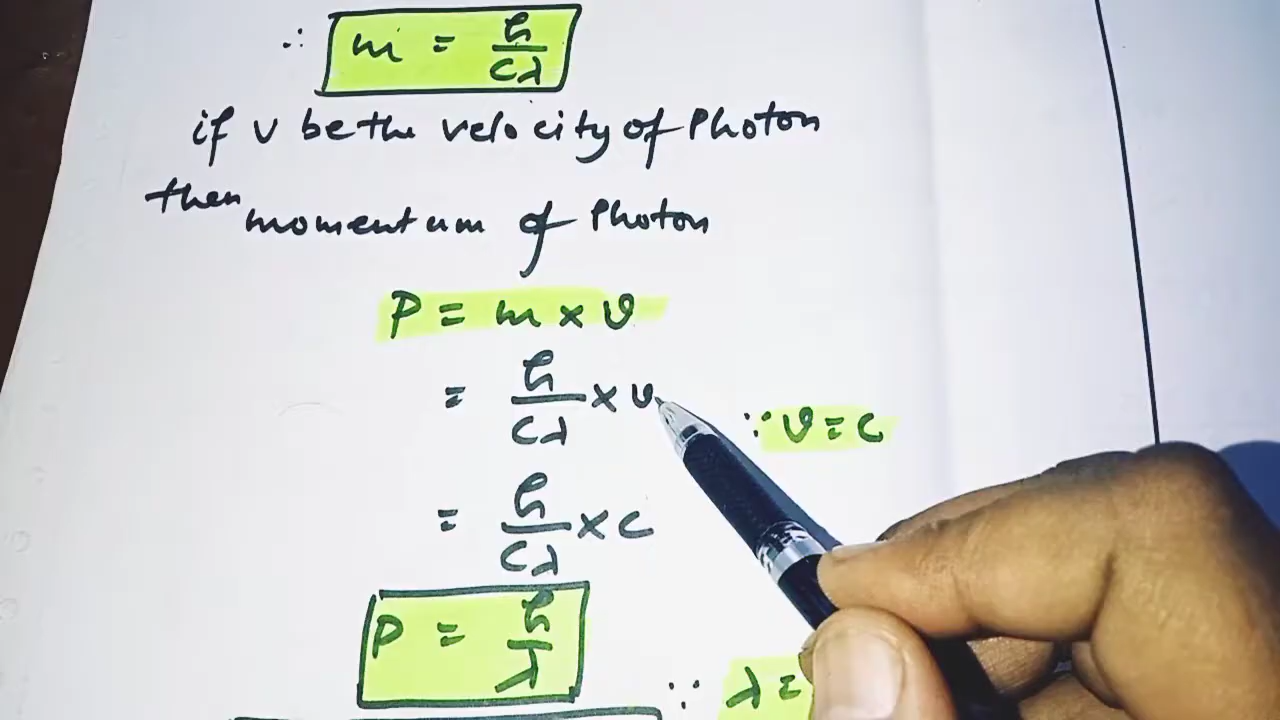 ∴ m = h/cλ
if v be the velocity of Photon
then momentum of Photon
P = m × v
= h/cλ × v ∵ v = c
= h/cλ × c
P = h/λ
∵ λ =